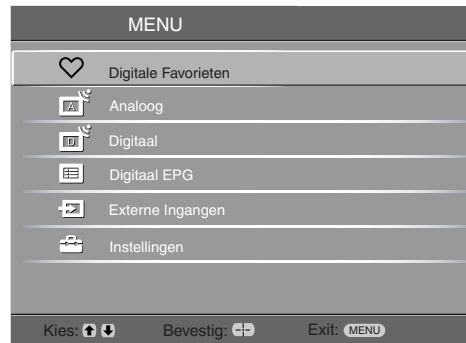 MENU
Digitale Favorieten
A Analoog
D Digitaal
Digitaal EPG
Externe Ingangen
Instellingen
Kies: Bevestig: Exit: MENU